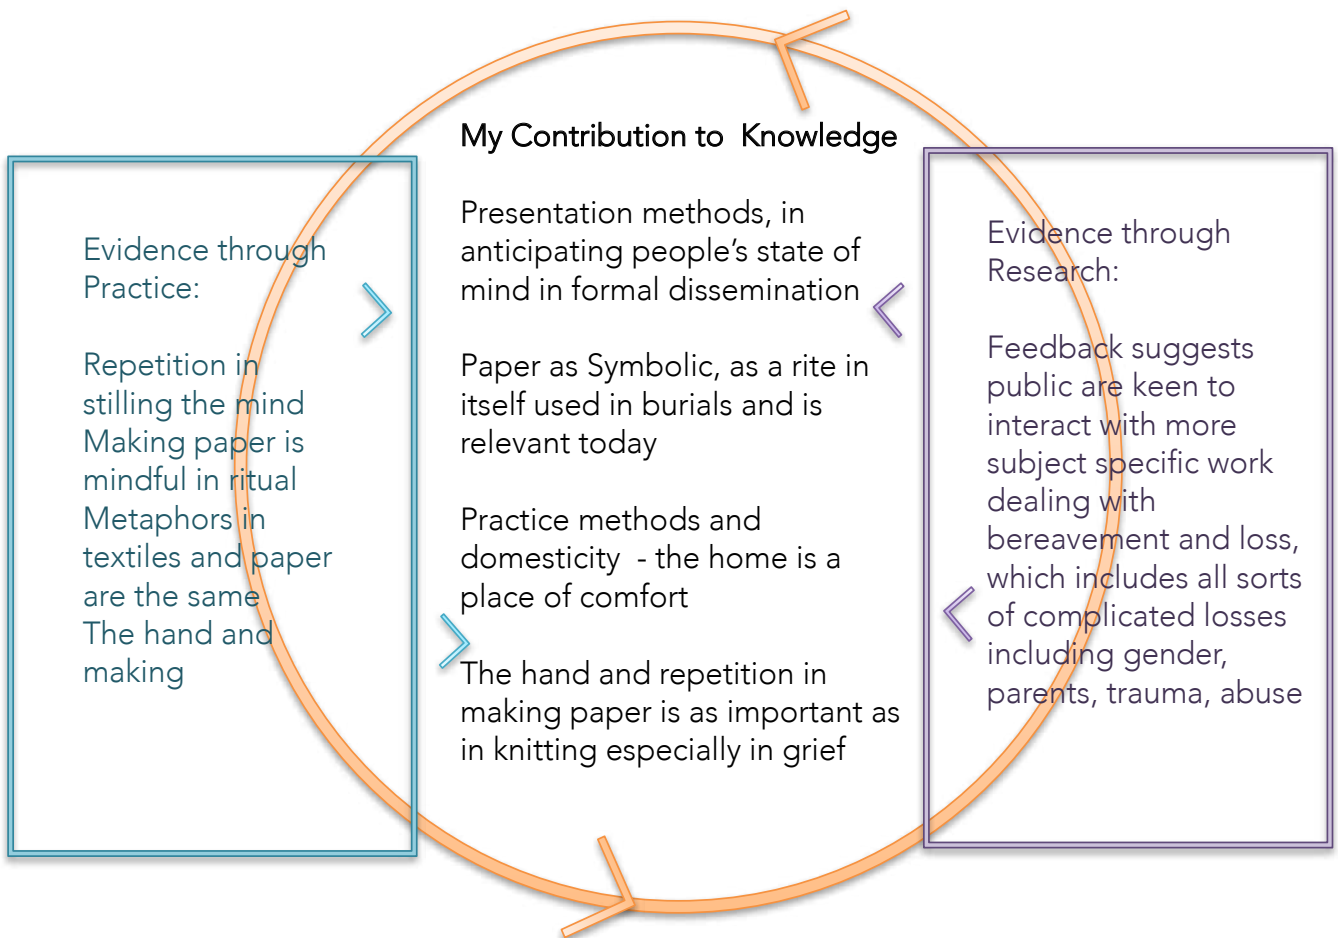 My Contribution to  Knowledge
Presentation methods, in
anticipating people’s state of
mind in formal dissemination
Paper as Symbolic, as a rite in
itself used in burials and is
relevant today
Practice methods and
domesticity  - the home is a
place of comfort
The hand and repetition in
making paper is as important as
in knitting especially in grief
Evidence through
Practice:
Repetition in
stilling the mind
Making paper is
mindful in ritual
Metaphors in
textiles and paper
are the same
The hand and
making
Evidence through
Research:
Feedback suggests
public are keen to
interact with more
subject specific work
dealing with
bereavement and loss,
which includes all sorts
of complicated losses
including gender,
parents, trauma, abuse